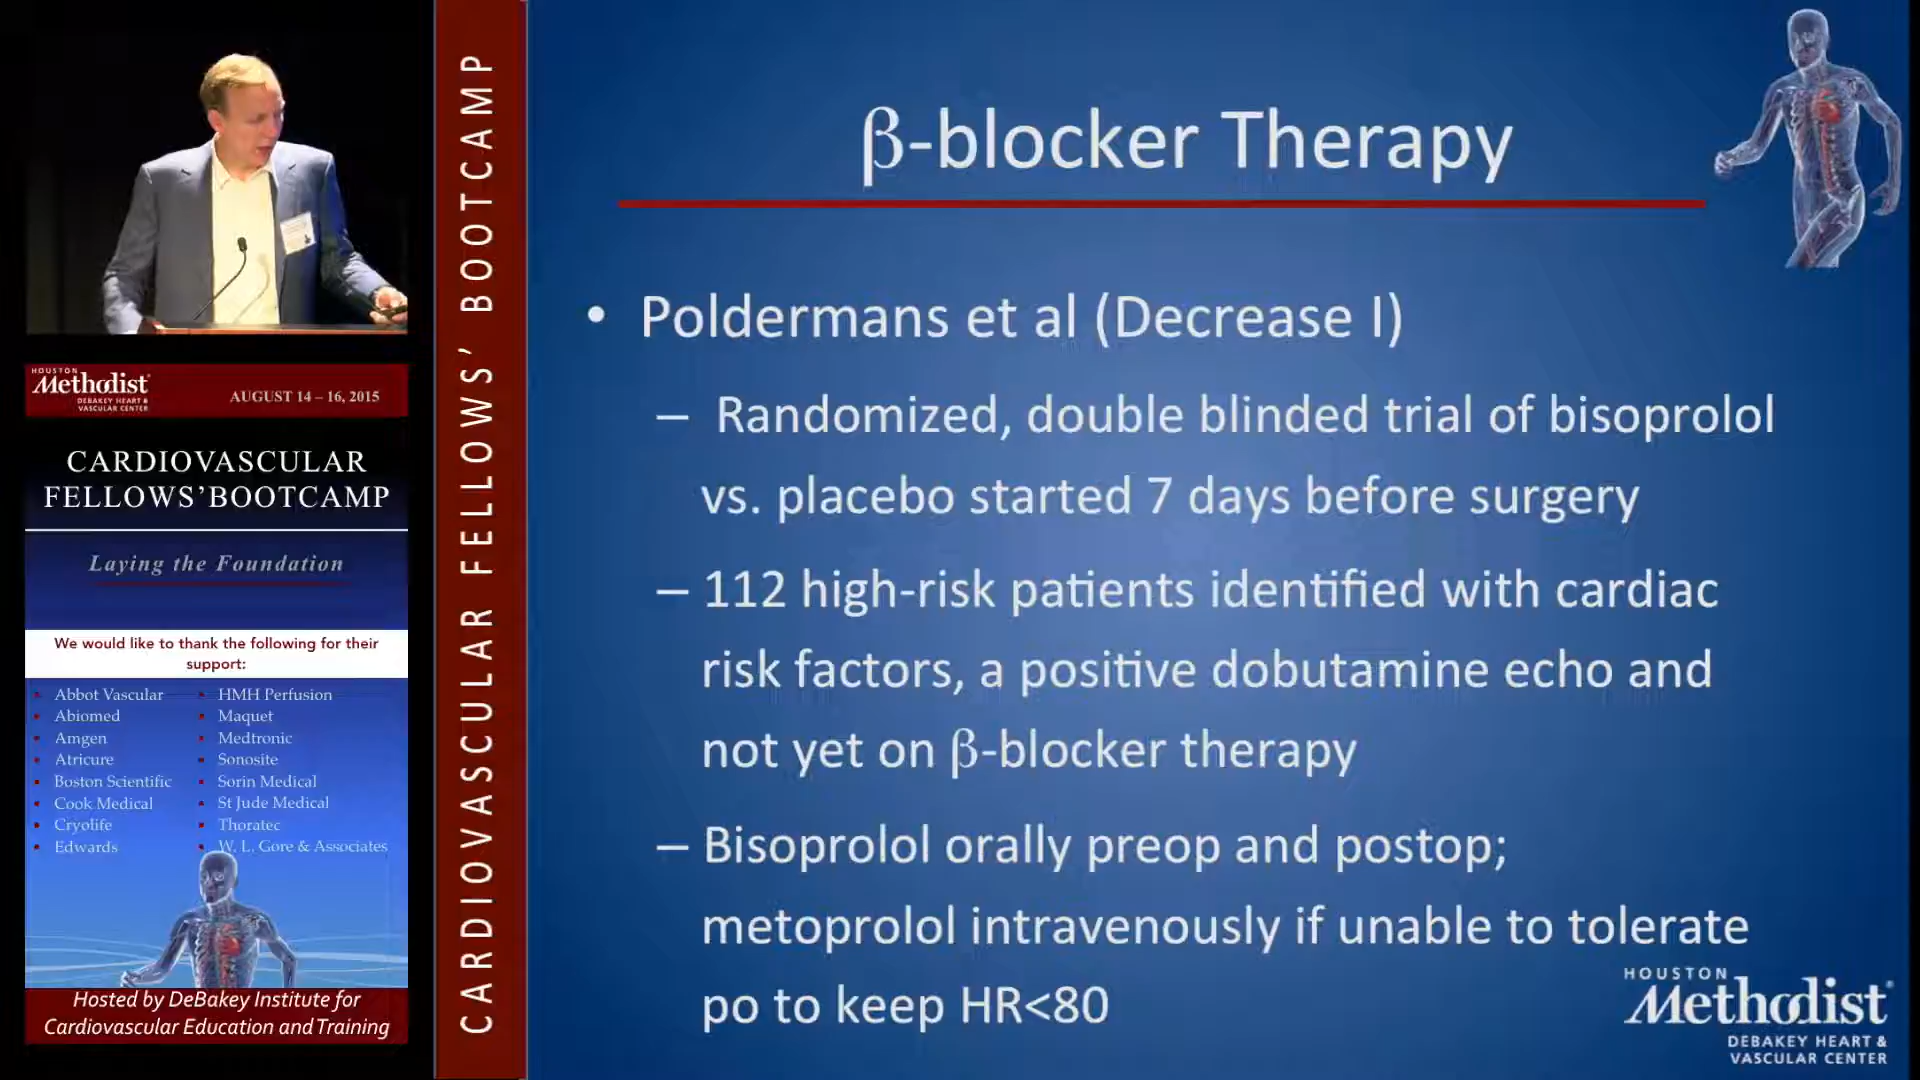 HOUSTON
Methodist
DEBAKEY HEART &
VASCULAR CENTER
AUGUST 14 – 16, 2015
CARDIOVASCULAR
FELLOWS'BOOTCAMP
Laying the Foundation
We would like to thank the following for their
support:
• Abbot Vascular
• Abiomed
• Amgen
• Atricure
• Boston Scientific
• Cook Medical
• Cryolife
• Edwards
• HMH Perfusion
• Maquet
• Medtronic
• Sonosite
• Sorin Medical
• St Jude Medical
• Thoratec
• W. L. Gore & Associates
Hosted by DeBakey Institute for
Cardiovascular Education and Training
CARDIOVASCULAR FELLOWS' BOOTCAMP
β-blocker Therapy
• Poldermans et al (Decrease I)
– Randomized, double blinded trial of bisoprolol
vs. placebo started 7 days before surgery
– 112 high-risk patients identified with cardiac
risk factors, a positive dobutamine echo and
not yet on β-blocker therapy
– Bisoprolol orally preop and postop;
metoprolol intravenously if unable to tolerate
po to keep HR<80
HOUSTON
Methodist
DEBAKEY HEART &
VASCULAR CENTER